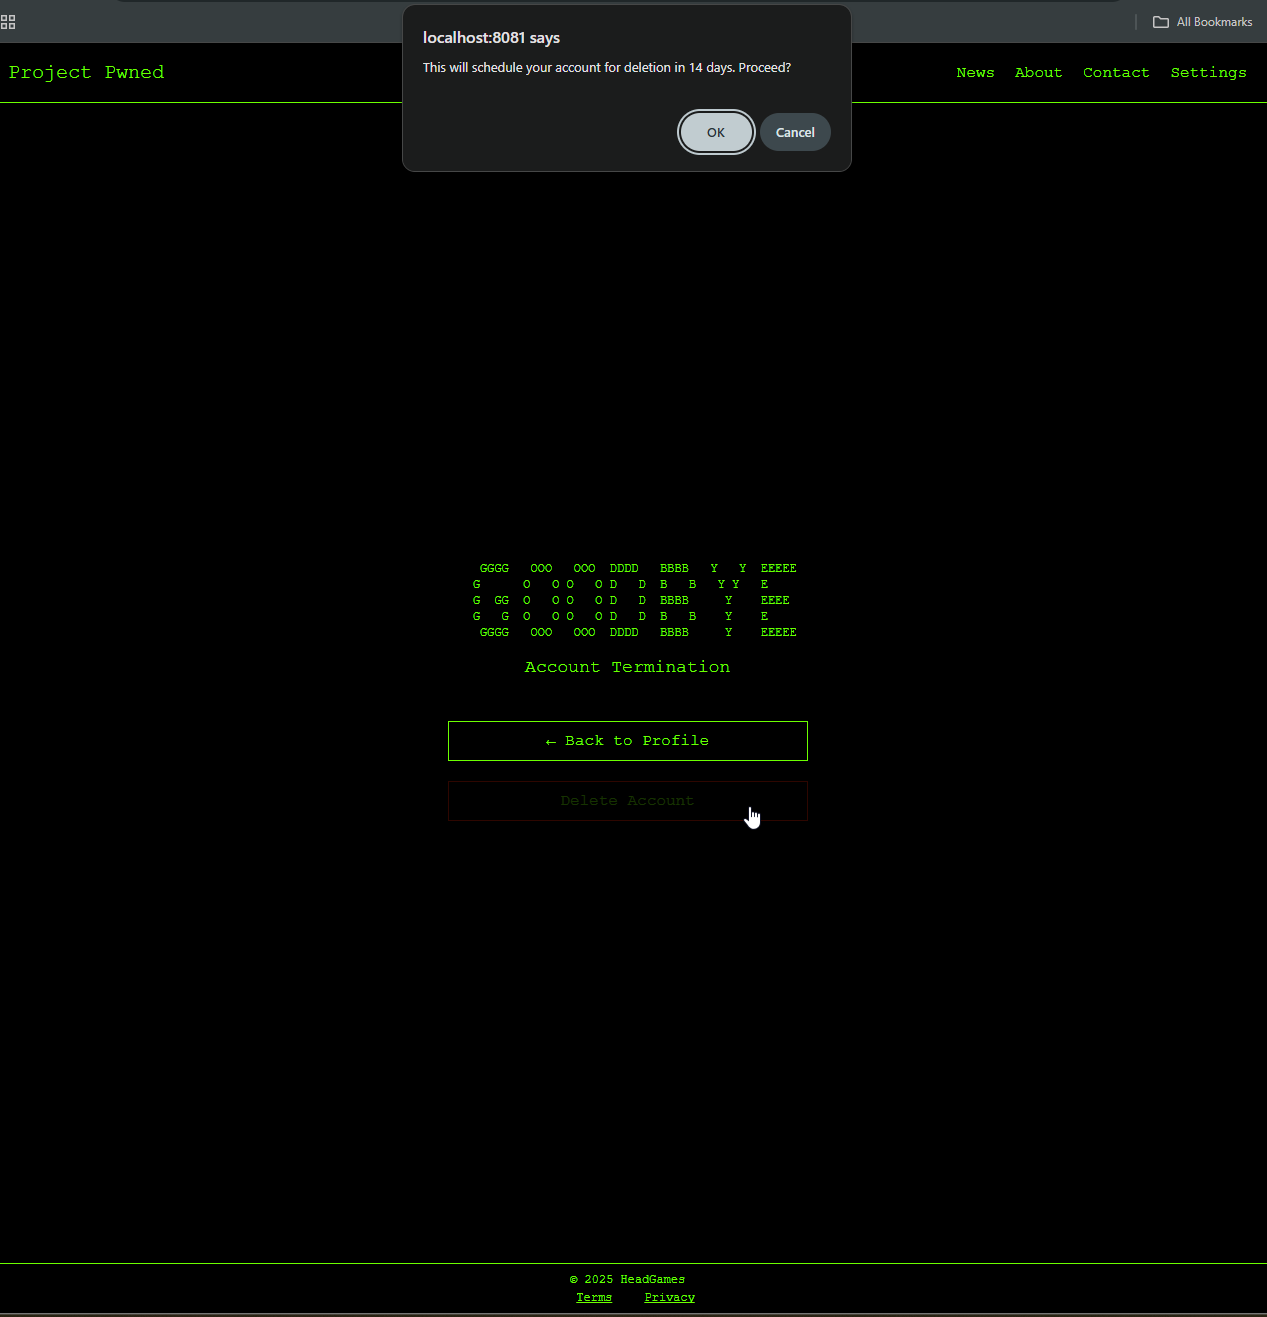 All Bookmarks
localhost:8081 says
This will schedule your account for deletion in 14 days. Proceed?
OK Cancel
Project Pwned
News About Contact Settings
 GGGG   OOO   OOO  DDDD   BBBB   Y   Y  EEEEE
G      O   O O   O D   D  B   B   Y Y   E
G  GG  O   O O   O D   D  BBBB     Y    EEEE
G   G  O   O O   O D   D  B   B    Y    E
 GGGG   OOO   OOO  DDDD   BBBB     Y    EEEEE
Account Termination
← Back to Profile
Delete Account
© 2025 HeadGames
Terms Privacy